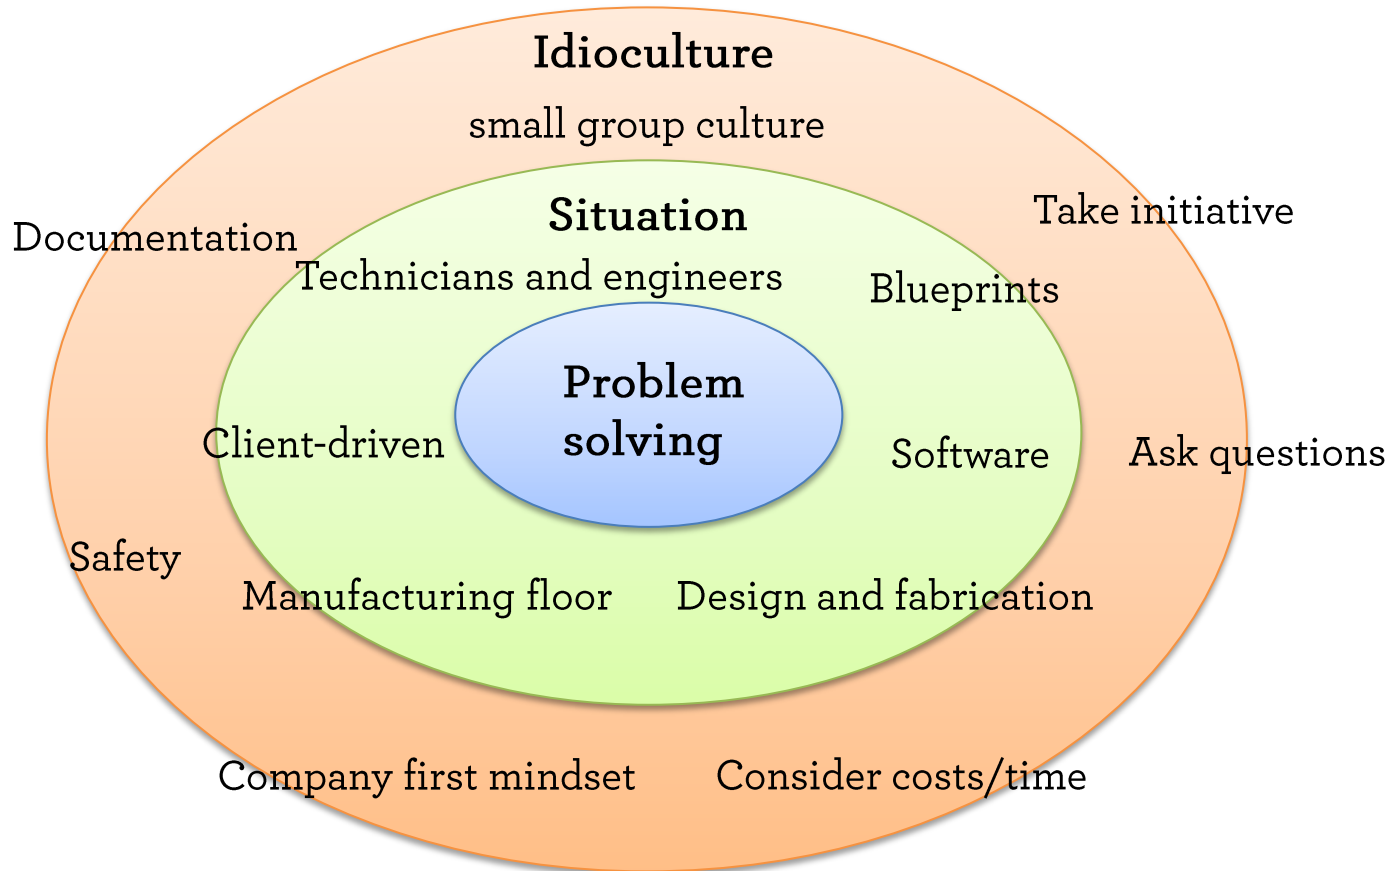 Idioculture
small group culture
Take initiative
Documentation
Situation
Technicians and engineers
Blueprints
Problem
solving
Client-driven
Software
Ask questions
Safety
Manufacturing floor
Design and fabrication
Company first mindset
Consider costs/time